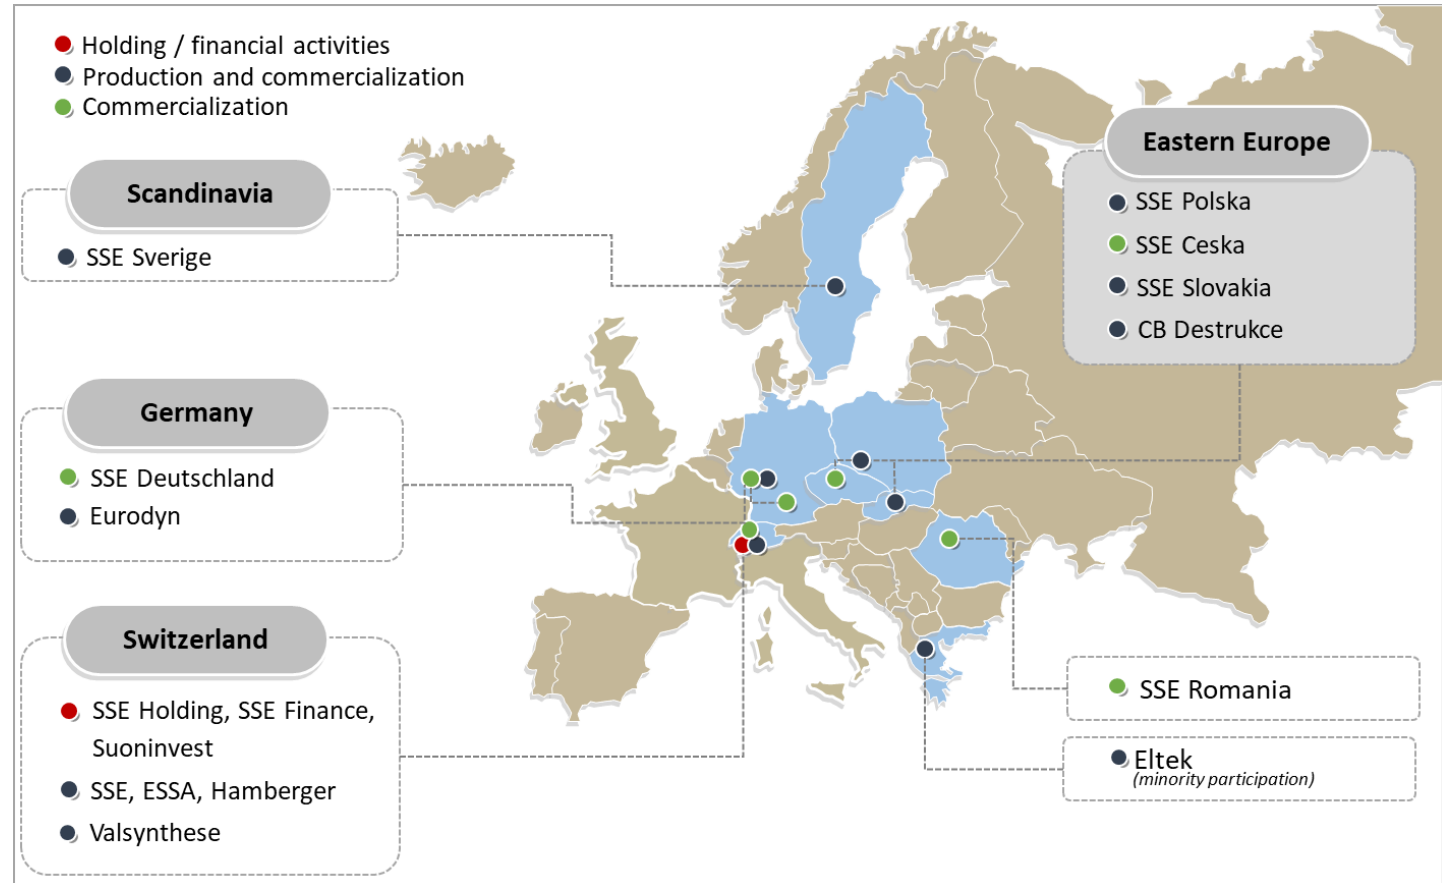 Holding / financial activities
Production and commercialization
Commercialization
Scandinavia
SSE Sverige
Germany
SSE Deutschland
Eurodyn
Switzerland
SSE Holding, SSE Finance,
Suoninvest
SSE, ESSA, Hamberger
Valsynthese
Eastern Europe
SSE Polska
SSE Ceska
SSE Slovakia
CB Destrukce
SSE Romania
Eltek
(minority participation)